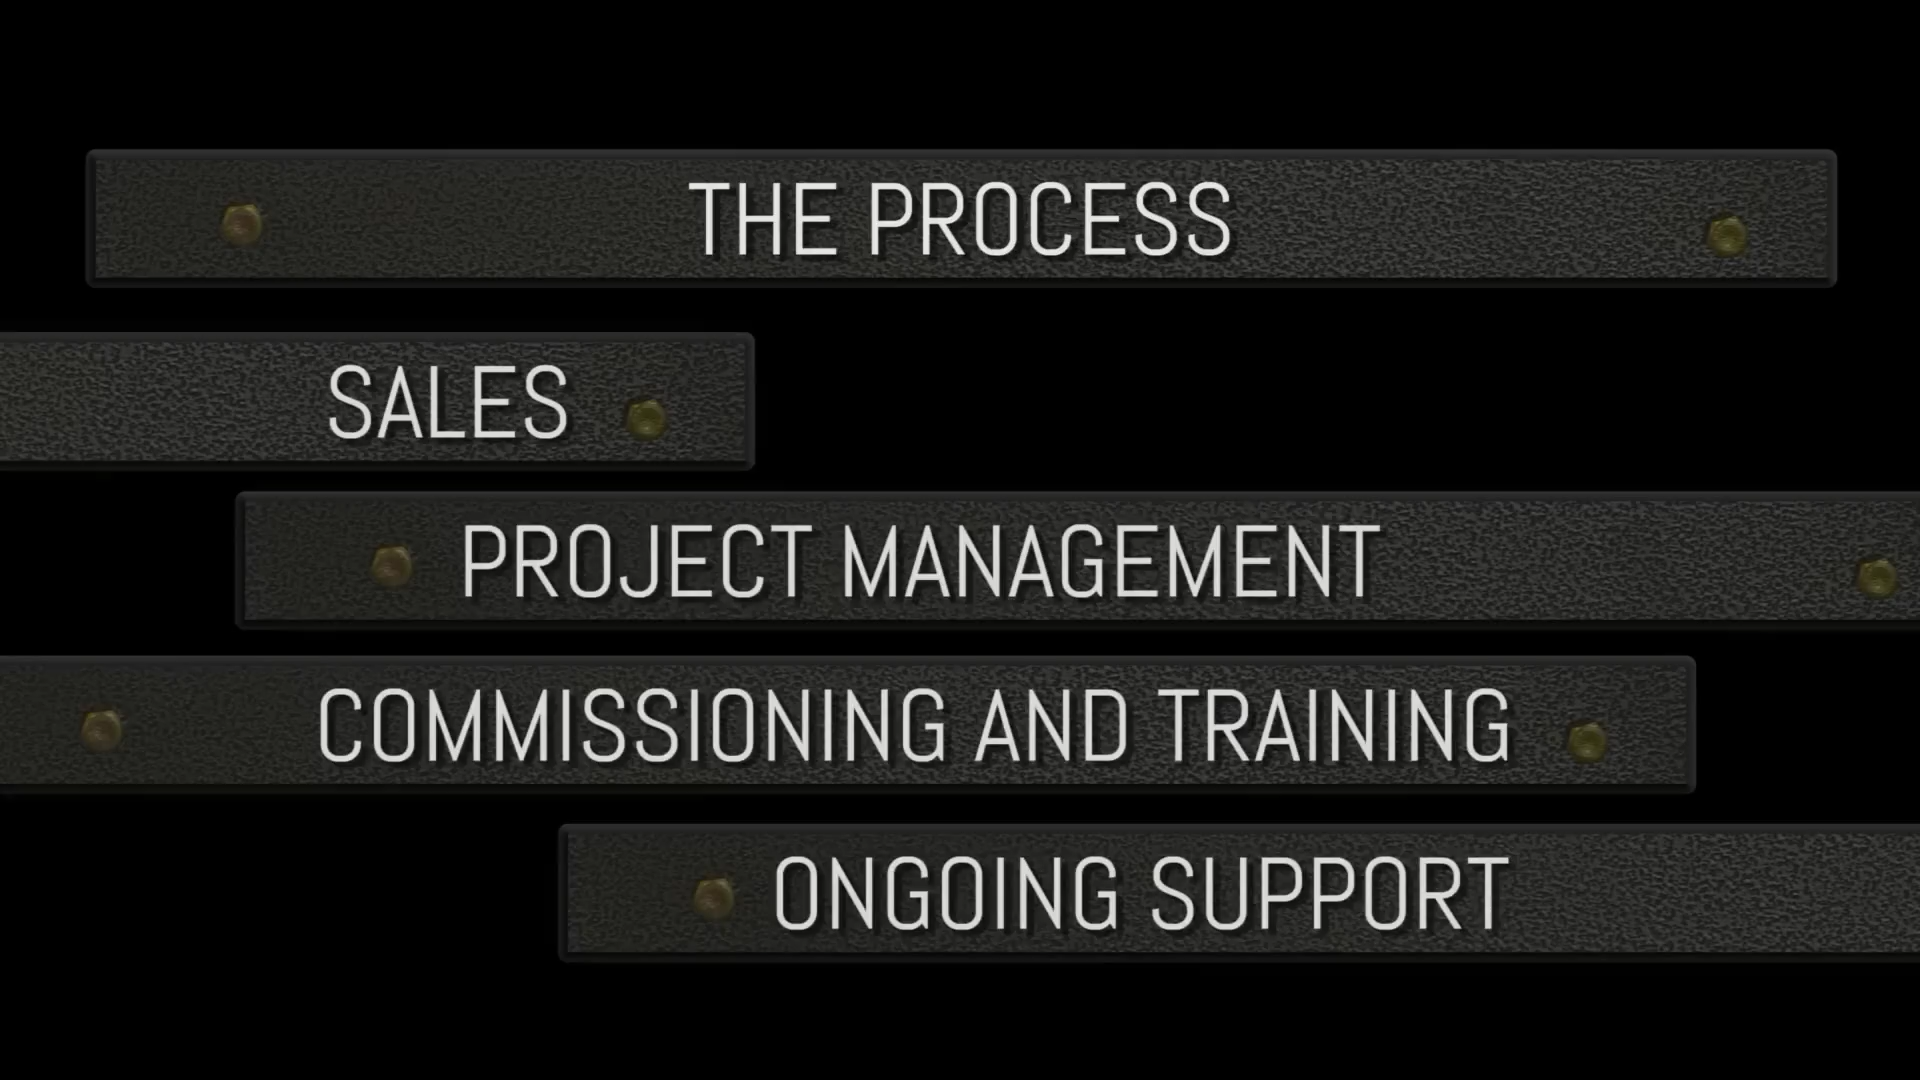 THE PROCESS
SALES
PROJECT MANAGEMENT
COMMISSIONING AND TRAINING
ONGOING SUPPORT